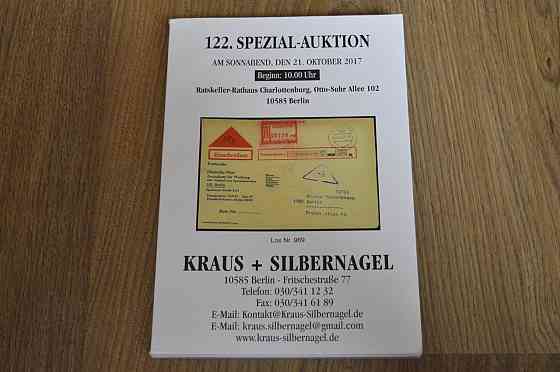 122. SPEZIAL-AUKTION
AM SONNABEND, DEN 21. OKTOBER 2017
Beginn: 10.00 Uhr
Ratskeller-Rathaus Charlottenburg, Otto-Suhr Allee 102
10585 Berlin
Einschreiben
Los Nr. 969
KRAUS + SILBERNAGEL
10585 Berlin - Fritschestraße 77
Telefon: 030/341 12 32
Fax: 030/341 61 89
E-Mail: Kontakt@Kraus-Silbernagel.de
E-Mail: kraus.silbernagel@gmail.com
www.kraus-silbernagel.de